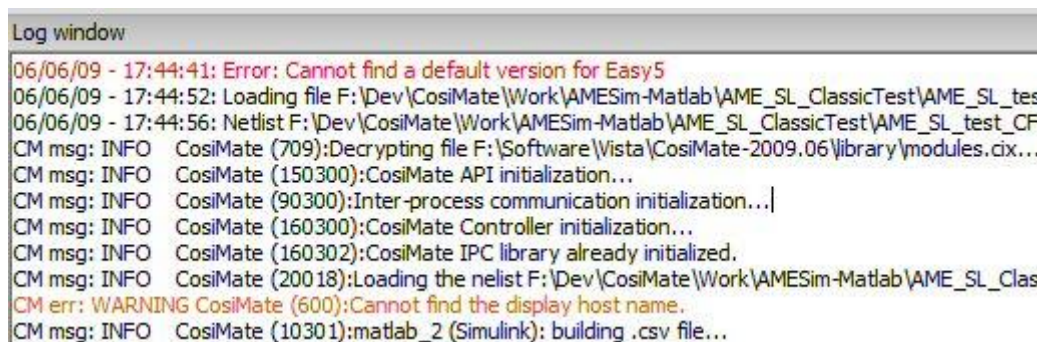 Log window
06/06/09 - 17:44:41: Error: Cannot find a default version for Easy5
06/06/09 - 17:44:52: Loading file F:\Dev\CosiMate\Work\AMESim-Matlab\AME_SL_ClassicTest\AME_SL_tes
06/06/09 - 17:44:56: Netlist F:\Dev\CosiMate\Work\AMESim-Matlab\AME_SL_ClassicTest\AME_SL_test_CF
CM msg: INFO CosiMate (709):Decrypting file F:\Software\Vista\CosiMate-2009.06\library\modules.cix...
CM msg: INFO CosiMate (150300):CosiMate API initialization...
CM msg: INFO CosiMate (90300):Inter-process communication initialization...
CM msg: INFO CosiMate (160300):CosiMate Controller initialization...
CM msg: INFO CosiMate (160302):CosiMate IPC library already initialized.
CM msg: INFO CosiMate (20018):Loading the nelist F:\Dev\CosiMate\Work\AMESim-Matlab\AME_SL_Clas
CM err: WARNING CosiMate (600):Cannot find the display host name.
CM msg: INFO CosiMate (10301):matlab_2 (Simulink): building .csv file...